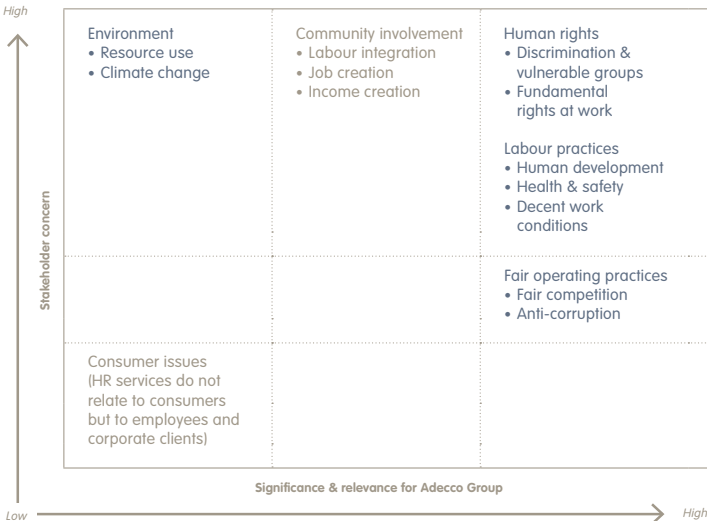 High
Environment
• Resource use
• Climate change
Community involvement
• Labour integration
• Job creation
• Income creation
Human rights
• Discrimination &
vulnerable groups
• Fundamental
rights at work
Labour practices
• Human development
• Health & safety
• Decent work
conditions
Stakeholder concern
Fair operating practices
• Fair competition
• Anti-corruption
Consumer issues
(HR services do not
relate to consumers
but to employees and
corporate clients)
Significance & relevance for Adecco Group
Low
High